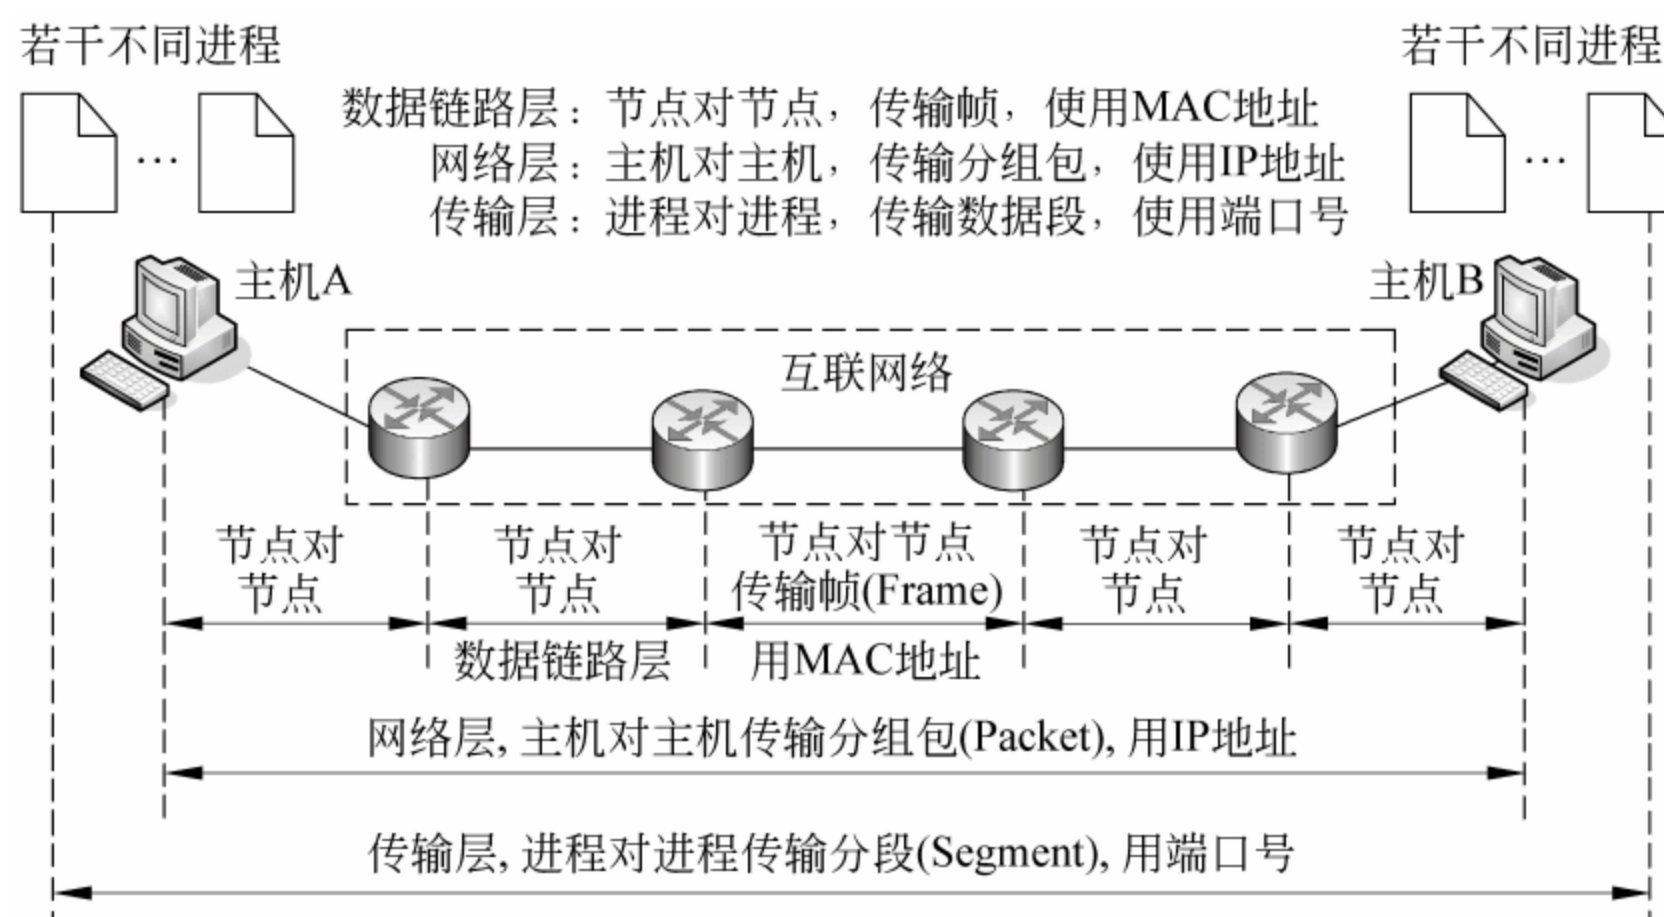 若干不同进程
若干不同进程
数据链路层：节点对节点，传输帧，使用MAC地址
网络层：主机对主机，传输分组包，使用IP地址
传输层：进程对进程，传输数据段，使用端口号
主机A
主机B
互联网络
节点对
节点
节点对
节点
节点对节点
传输帧(Frame)
节点对
节点
节点对
节点
数据链路层
用MAC地址
网络层, 主机对主机传输分组包(Packet), 用IP地址
传输层, 进程对进程传输分段(Segment), 用端口号